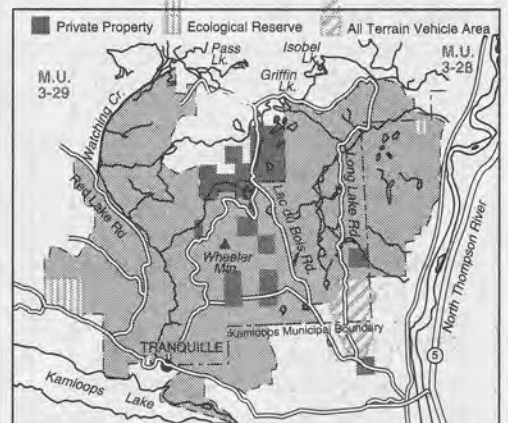 Private Property
Ecological Reserve
All Terrain Vehicle Area
Pass
Lk.
Isobel
Lk.
Griffin
Lk.
M.U.
3-29
M.U.
3-28
Watching Cr.
Red Lake Rd.
Long Lake Rd.
Lac du Bois Rd.
Wheeler
Mtn.
North Thompson River
Kamloops Municipal Boundary
TRANQUILLE
5
Kamloops
Lake